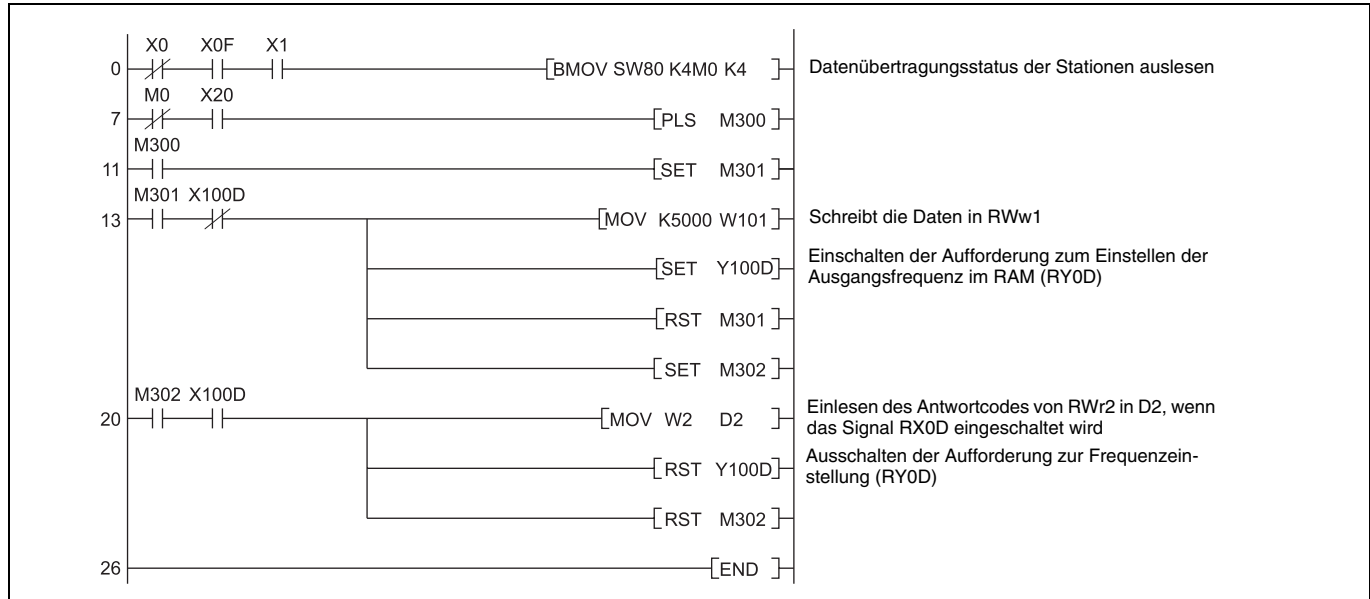 X0 X0F X1
0 [BMOV SW80 K4M0 K4 ] Datenübertragungsstatus der Stationen auslesen
M0 X20
7 [PLS M300 ]
M300
11 [SET M301 ]
M301 X100D
13 [MOV K5000 W101 ] Schreibt die Daten in RWw1
[SET Y100D] Einschalten der Aufforderung zum Einstellen der
Ausgangsfrequenz im RAM (RY0D)
[RST M301 ]
[SET M302 ]
M302 X100D
20 [MOV W2 D2 ] Einlesen des Antwortcodes von RWr2 in D2, wenn
das Signal RX0D eingeschaltet wird
[RST Y100D] Ausschalten der Aufforderung zur Frequenzein-
stellung (RY0D)
[RST M302 ]
26 [END ]